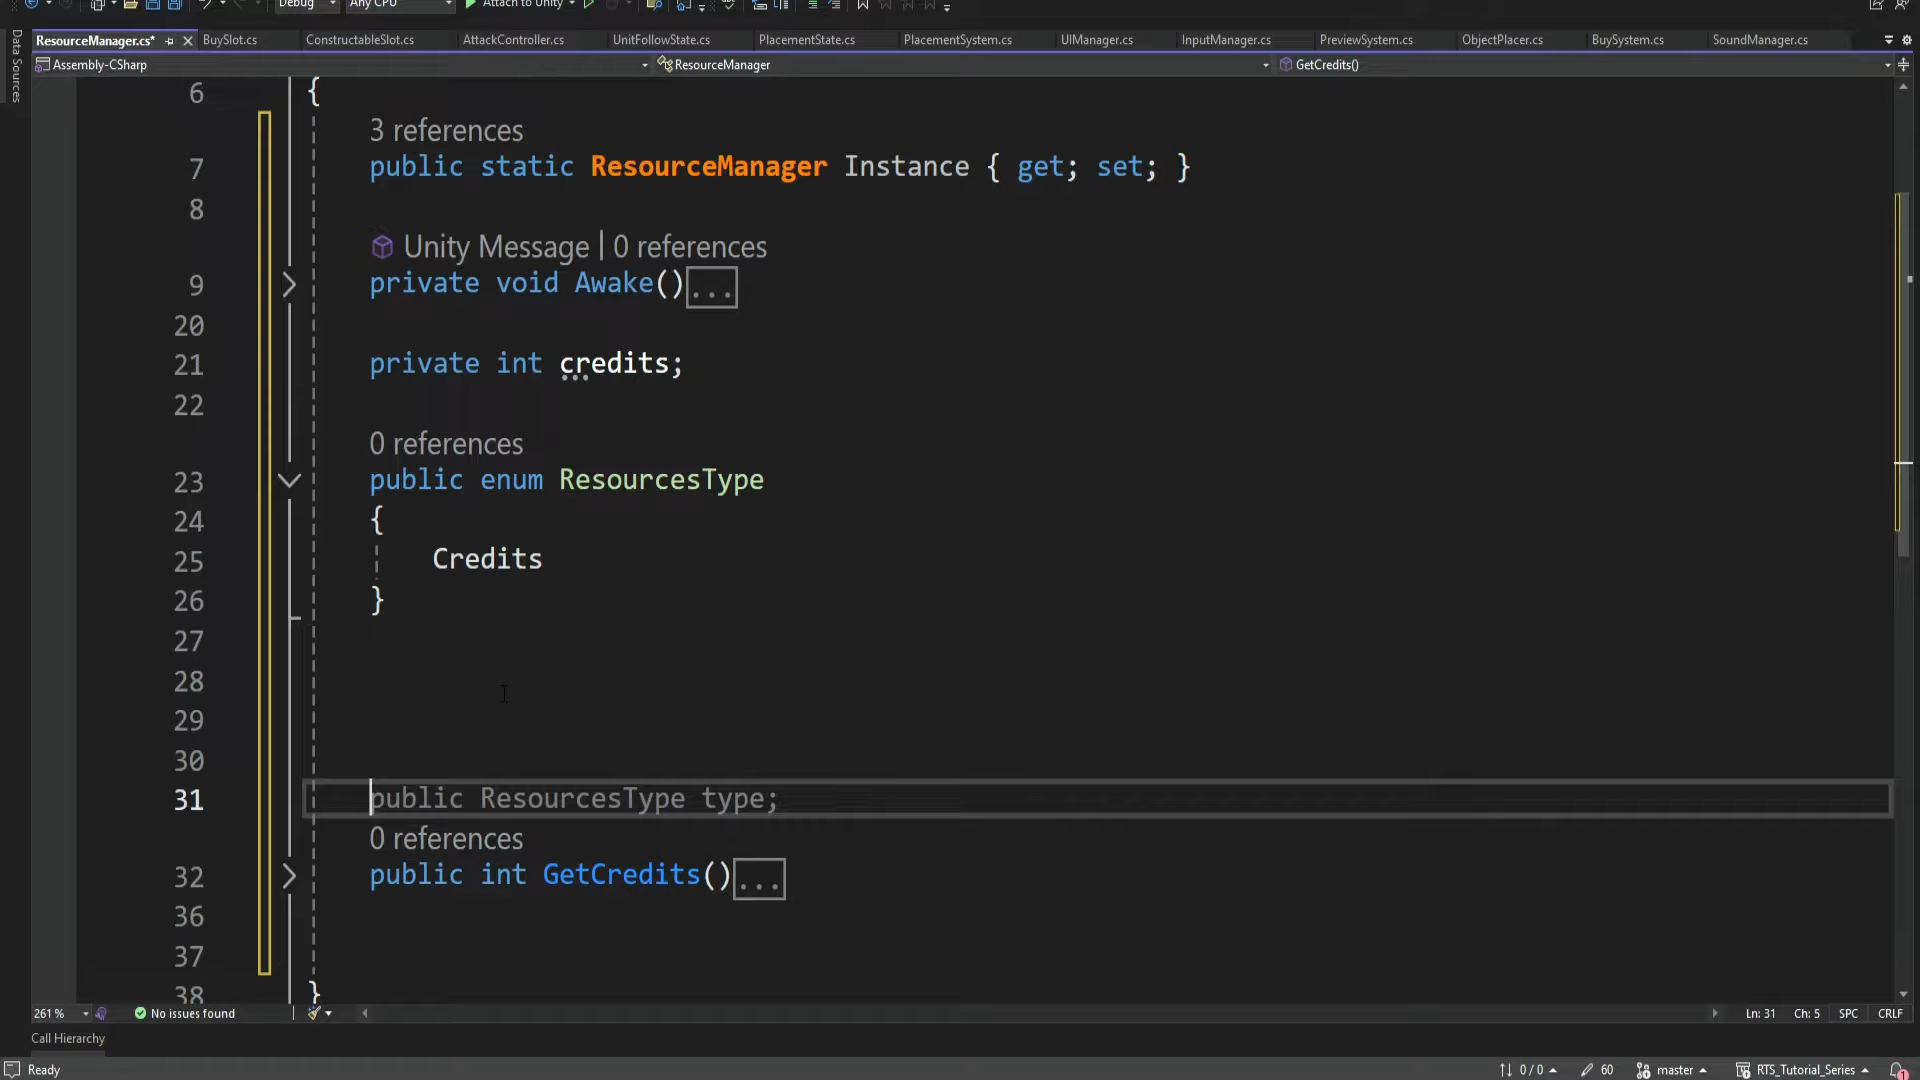 Debug Any CPU Attach to Unity
ResourceManager.cs* BuySlot.cs ConstructableSlot.cs AttackController.cs UnitFollowState.cs PlacementState.cs PlacementSystem.cs UIManager.cs InputManager.cs PreviewSystem.cs ObjectPlacer.cs BuySystem.cs SoundManager.cs
Data Sources
Assembly-CSharp ResourceManager GetCredits()
6 {
3 references
7 public static ResourceManager Instance { get; set; }
8
Unity Message | 0 references
9 private void Awake()...
20
21 private int credits;
22
0 references
23 public enum ResourcesType
24 {
25 Credits
26 }
27
28
29
30
31 public ResourcesType type;
0 references
32 public int GetCredits()...
36
37
38 }
261 % No issues found Ln: 31 Ch: 5 SPC CRLF
Call Hierarchy
Ready 0 / 0 60 master RTS_Tutorial_Series 1